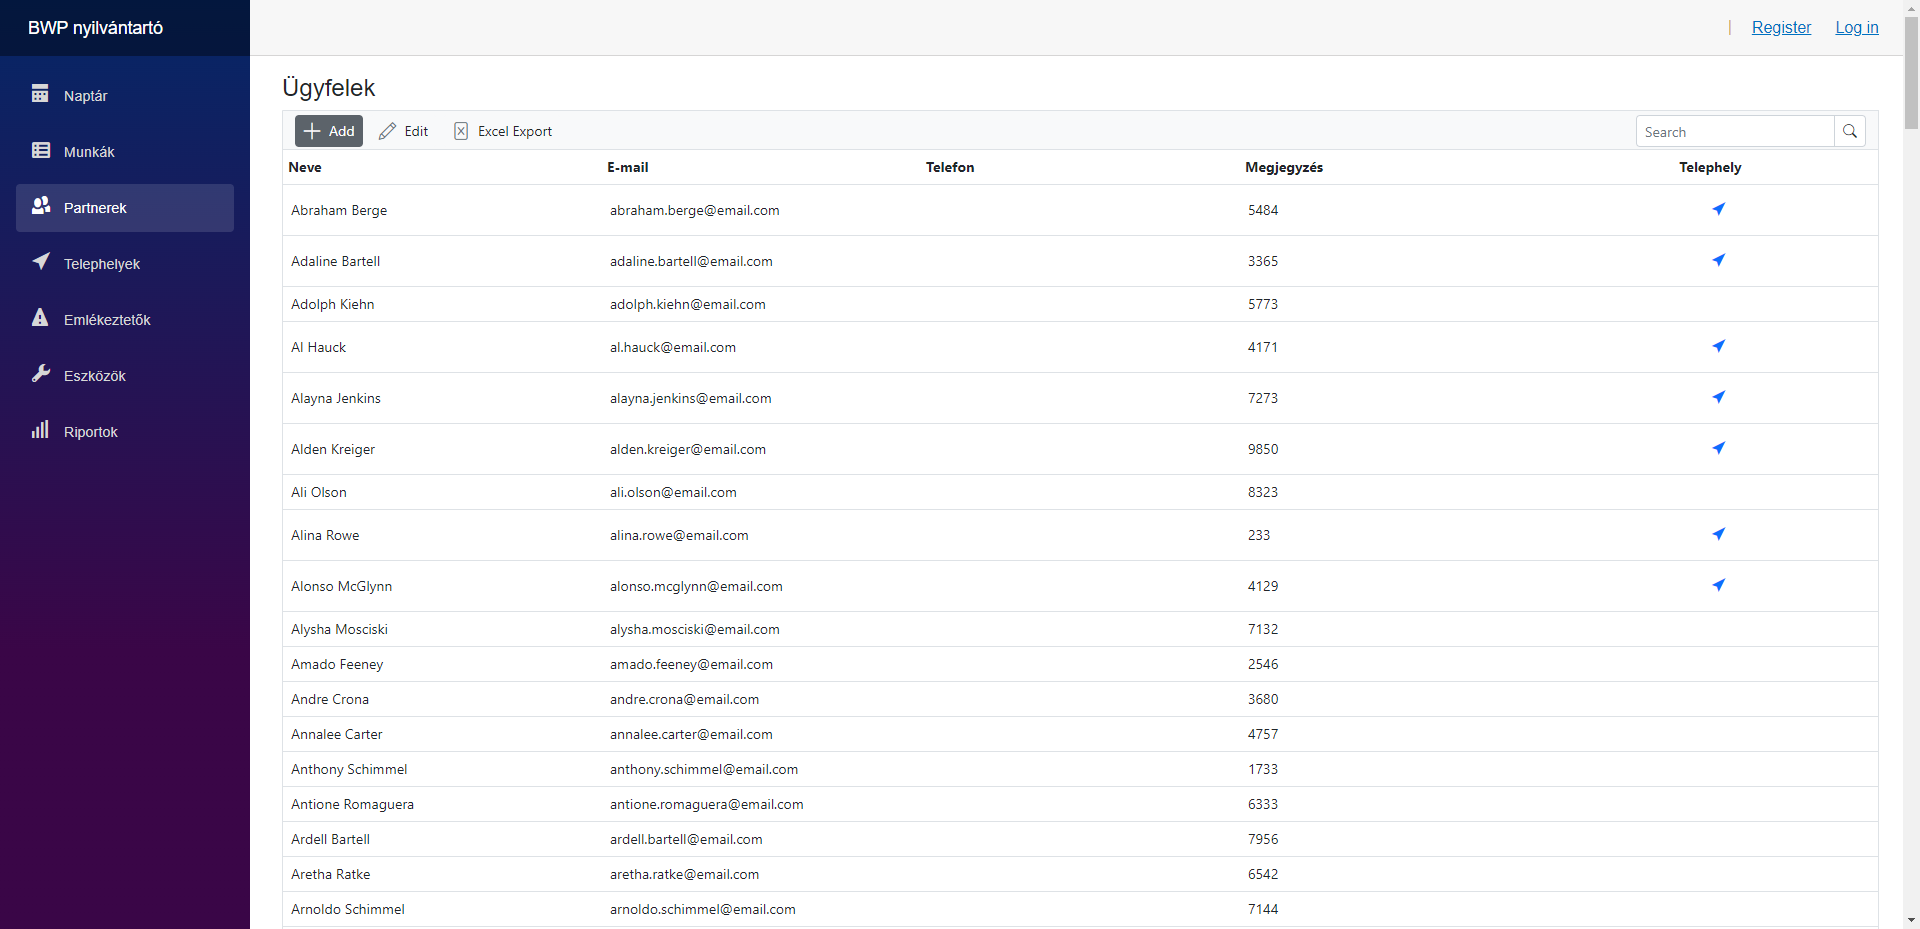 BWP nyilvántartó
| Register Log in
Naptár
Munkák
Partnerek
Telephelyek
Emlékeztetők
Eszközök
Riportok
Ügyfelek
Add Edit Excel Export Search
Neve E-mail Telefon Megjegyzés Telephely
Abraham Berge abraham.berge@email.com 5484
Adaline Bartell adaline.bartell@email.com 3365
Adolph Kiehn adolph.kiehn@email.com 5773
Al Hauck al.hauck@email.com 4171
Alayna Jenkins alayna.jenkins@email.com 7273
Alden Kreiger alden.kreiger@email.com 9850
Ali Olson ali.olson@email.com 8323
Alina Rowe alina.rowe@email.com 233
Alonso McGlynn alonso.mcglynn@email.com 4129
Alysha Mosciski alysha.mosciski@email.com 7132
Amado Feeney amado.feeney@email.com 2546
Andre Crona andre.crona@email.com 3680
Annalee Carter annalee.carter@email.com 4757
Anthony Schimmel anthony.schimmel@email.com 1733
Antione Romaguera antione.romaguera@email.com 6333
Ardell Bartell ardell.bartell@email.com 7956
Aretha Ratke aretha.ratke@email.com 6542
Arnoldo Schimmel arnoldo.schimmel@email.com 7144